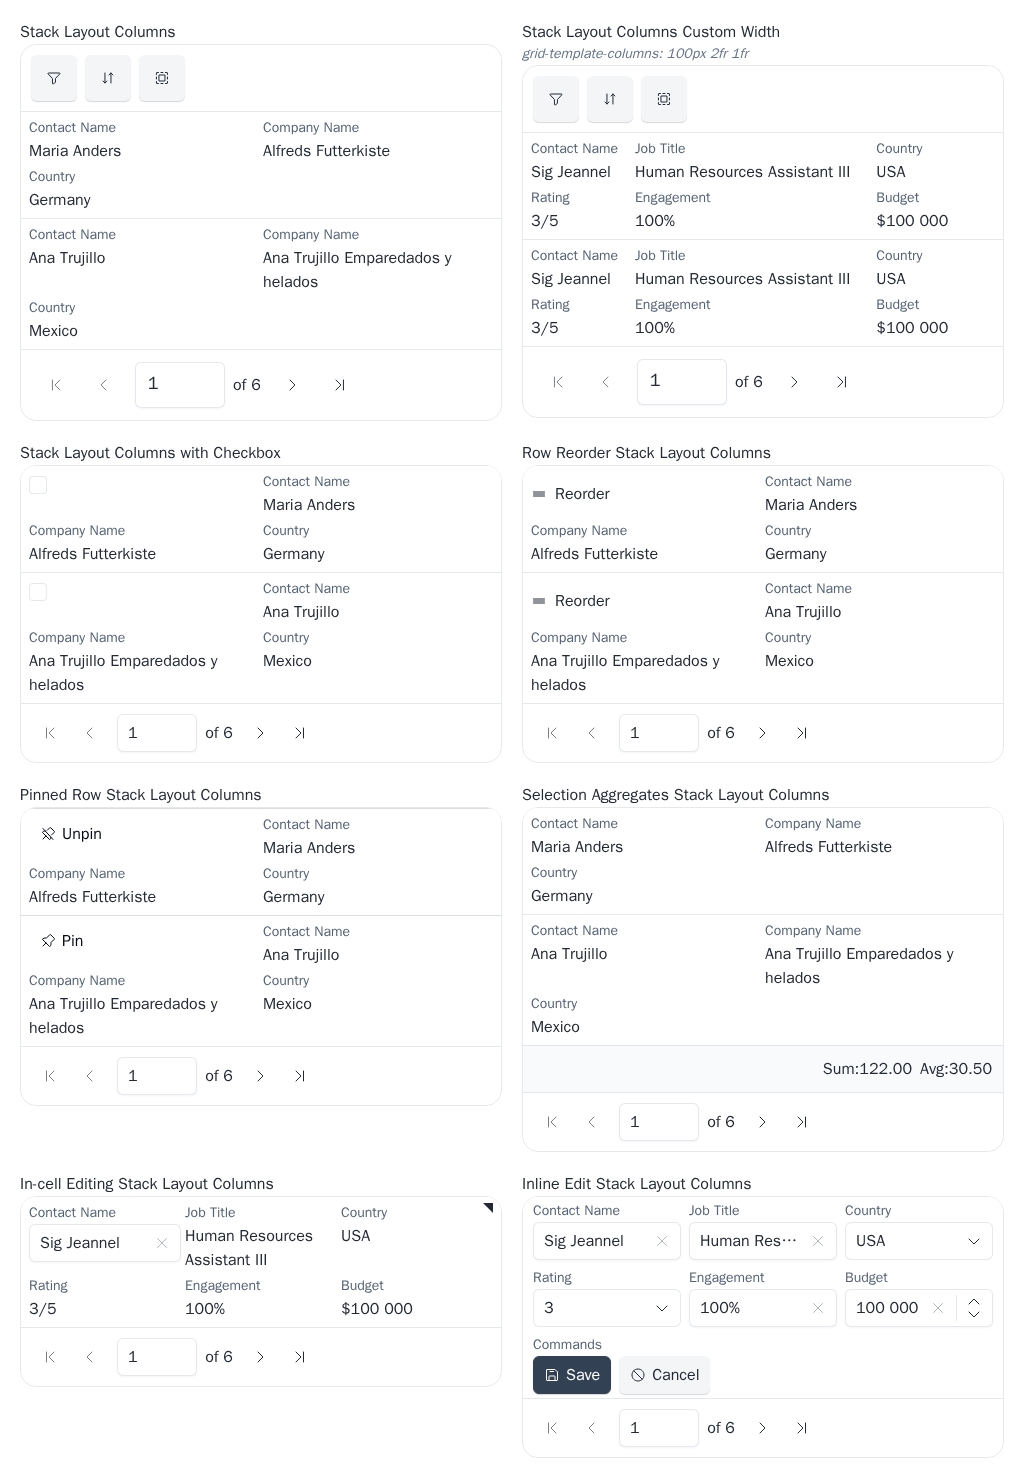 Stack Layout Columns
Contact Name Company Name
Maria Anders Alfreds Futterkiste
Country
Germany
Contact Name Company Name
Ana Trujillo Ana Trujillo Emparedados y
helados
Country
Mexico
1 of 6
Stack Layout Columns Custom Width
grid-template-columns: 100px 2fr 1fr
Contact Name Job Title Country
Sig Jeannel Human Resources Assistant III USA
Rating Engagement Budget
3/5 100% $100 000
Contact Name Job Title Country
Sig Jeannel Human Resources Assistant III USA
Rating Engagement Budget
3/5 100% $100 000
1 of 6
Stack Layout Columns with Checkbox
Contact Name
Maria Anders
Company Name Country
Alfreds Futterkiste Germany
Contact Name
Ana Trujillo
Company Name Country
Ana Trujillo Emparedados y Mexico
helados
1 of 6
Row Reorder Stack Layout Columns
Contact Name
Reorder Maria Anders
Company Name Country
Alfreds Futterkiste Germany
Contact Name
Reorder Ana Trujillo
Company Name Country
Ana Trujillo Emparedados y Mexico
helados
1 of 6
Pinned Row Stack Layout Columns
Contact Name
Unpin Maria Anders
Company Name Country
Alfreds Futterkiste Germany
Contact Name
Pin Ana Trujillo
Company Name Country
Ana Trujillo Emparedados y Mexico
helados
1 of 6
Selection Aggregates Stack Layout Columns
Contact Name Company Name
Maria Anders Alfreds Futterkiste
Country
Germany
Contact Name Company Name
Ana Trujillo Ana Trujillo Emparedados y
helados
Country
Mexico
Sum:122.00 Avg:30.50
1 of 6
In-cell Editing Stack Layout Columns
Contact Name Job Title Country
Sig Jeannel Human Resources USA
Assistant III
Rating Engagement Budget
3/5 100% $100 000
1 of 6
Inline Edit Stack Layout Columns
Contact Name Job Title Country
Sig Jeannel Human Res… USA
Rating Engagement Budget
3 100% 100 000
Commands
Save Cancel
1 of 6